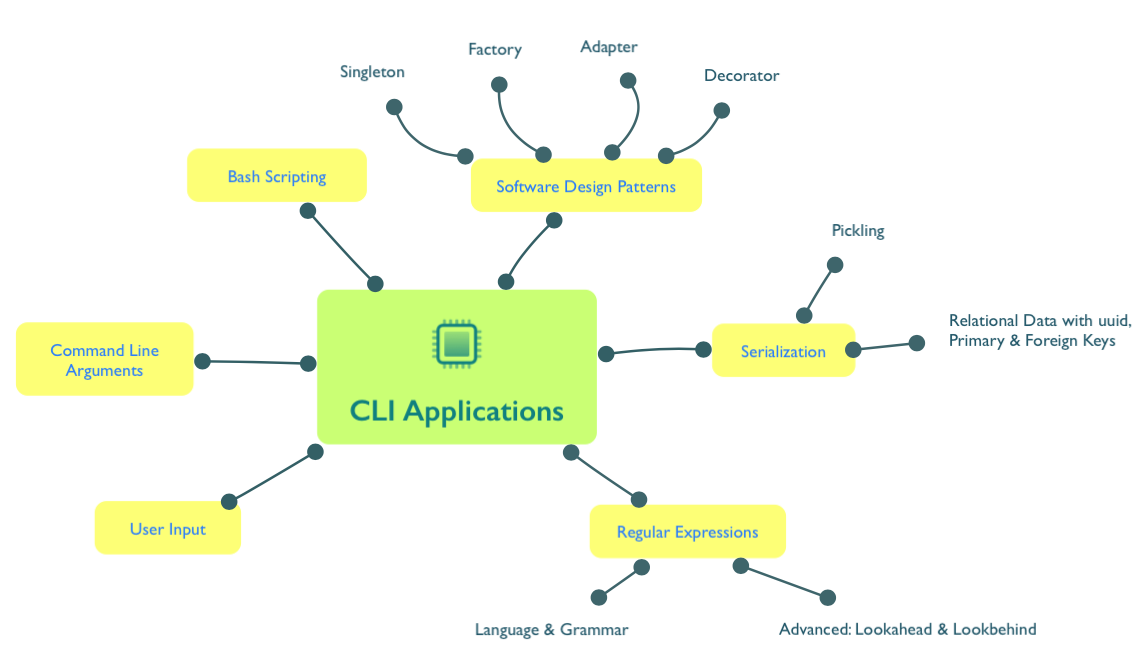 Factory
Adapter
Singleton
Decorator
Bash Scripting
Software Design Patterns
Pickling
Relational Data with uuid,
Primary & Foreign Keys
Command Line
Arguments
Serialization
CLI Applications
User Input
Regular Expressions
Language & Grammar
Advanced: Lookahead & Lookbehind